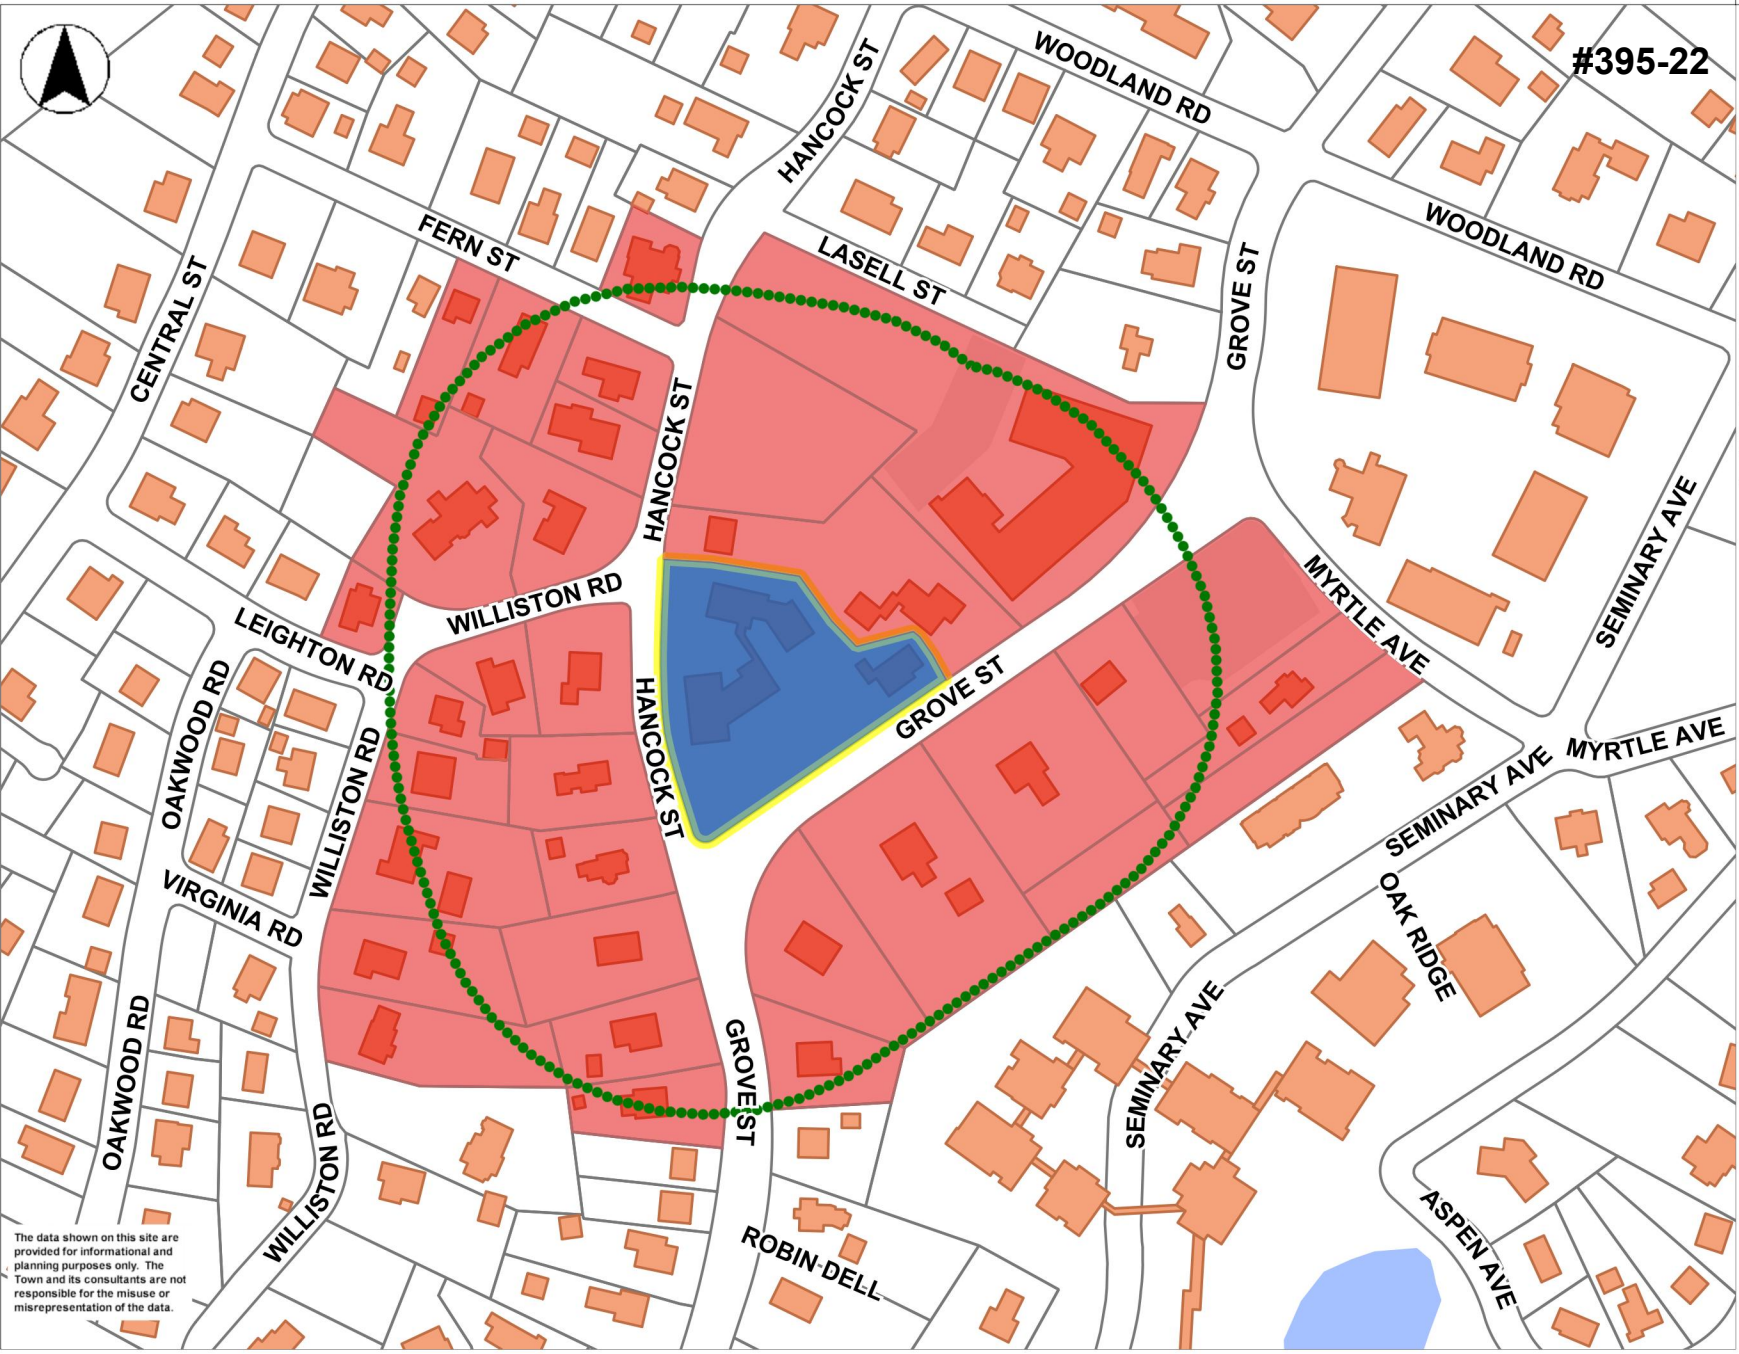 #395-22
WOODLAND RD
HANCOCK ST
WOODLAND RD
FERN ST
LASELL ST
GROVE ST
CENTRAL ST
HANCOCK ST
SEMINARY AVE
WILLISTON RD
MYRTLE AVE
LEIGHTON RD
OAKWOOD RD
HANCOCK ST
GROVE ST
MYRTLE AVE
WILLISTON RD
SEMINARY AVE
VIRGINIA RD
OAK RIDGE
OAKWOOD RD
SEMINARY AVE
GROVE ST
WILLISTON RD
ROBIN DELL
ASPEN AVE
The data shown on this site are
provided for informational and
planning purposes only. The
Town and its consultants are not
responsible for the misuse or
misrepresentation of the data.